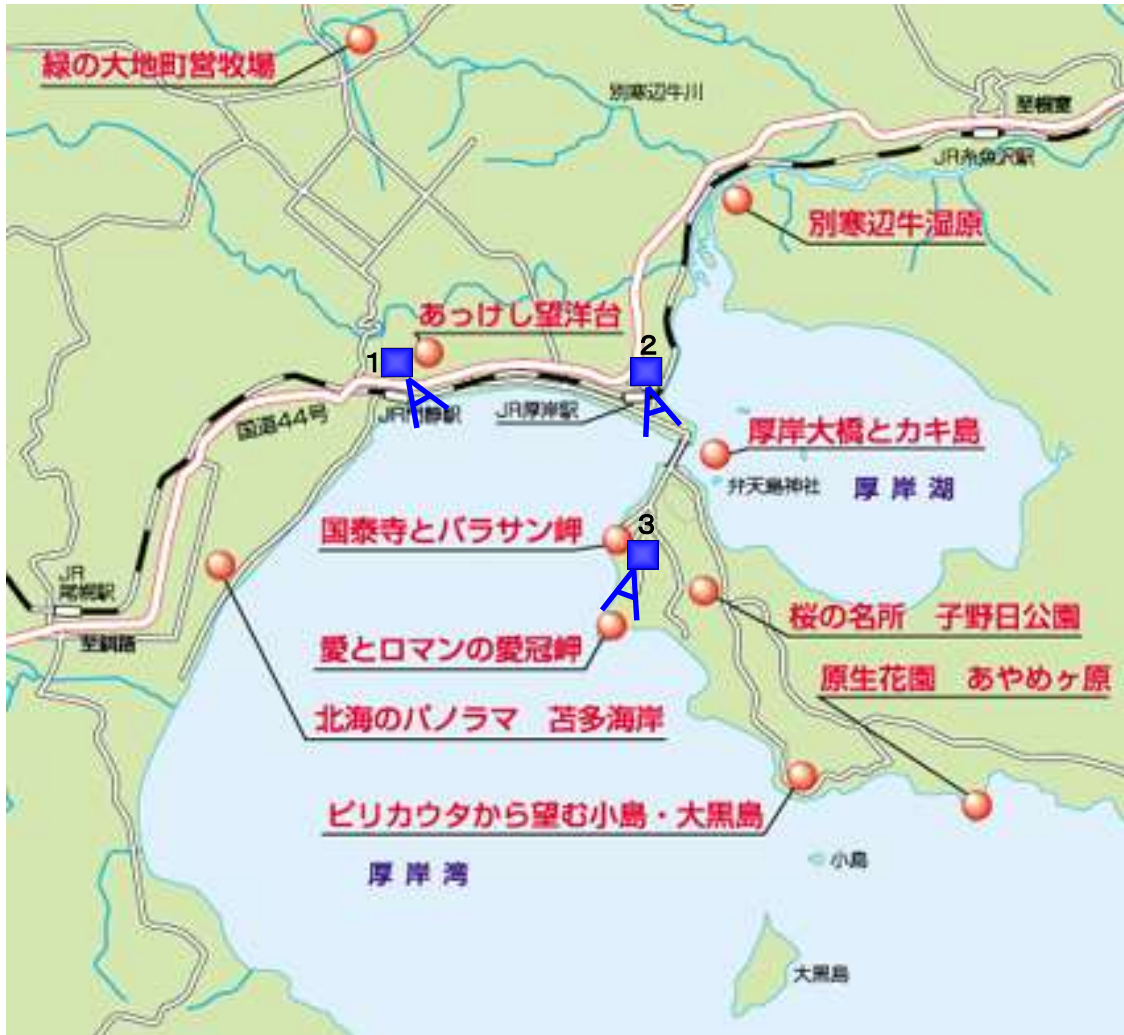 緑の大地町営牧場
別寒辺牛川
至根室
JR糸魚沢駅
別寒辺牛湿原
あっけし望洋台
1
2
A
A
JR門静駅
JR厚岸駅
国道44号
厚岸大橋とカキ島
弁天島神社
厚岸湖
国泰寺とバラサン岬
3
A
JR
尾幌駅
至釧路
桜の名所 子野日公園
愛とロマンの愛冠岬
原生花園 あやめヶ原
北海のパノラマ 苫多海岸
ピリカウタから望む小島・大黒島
小島
厚岸湾
大黒島